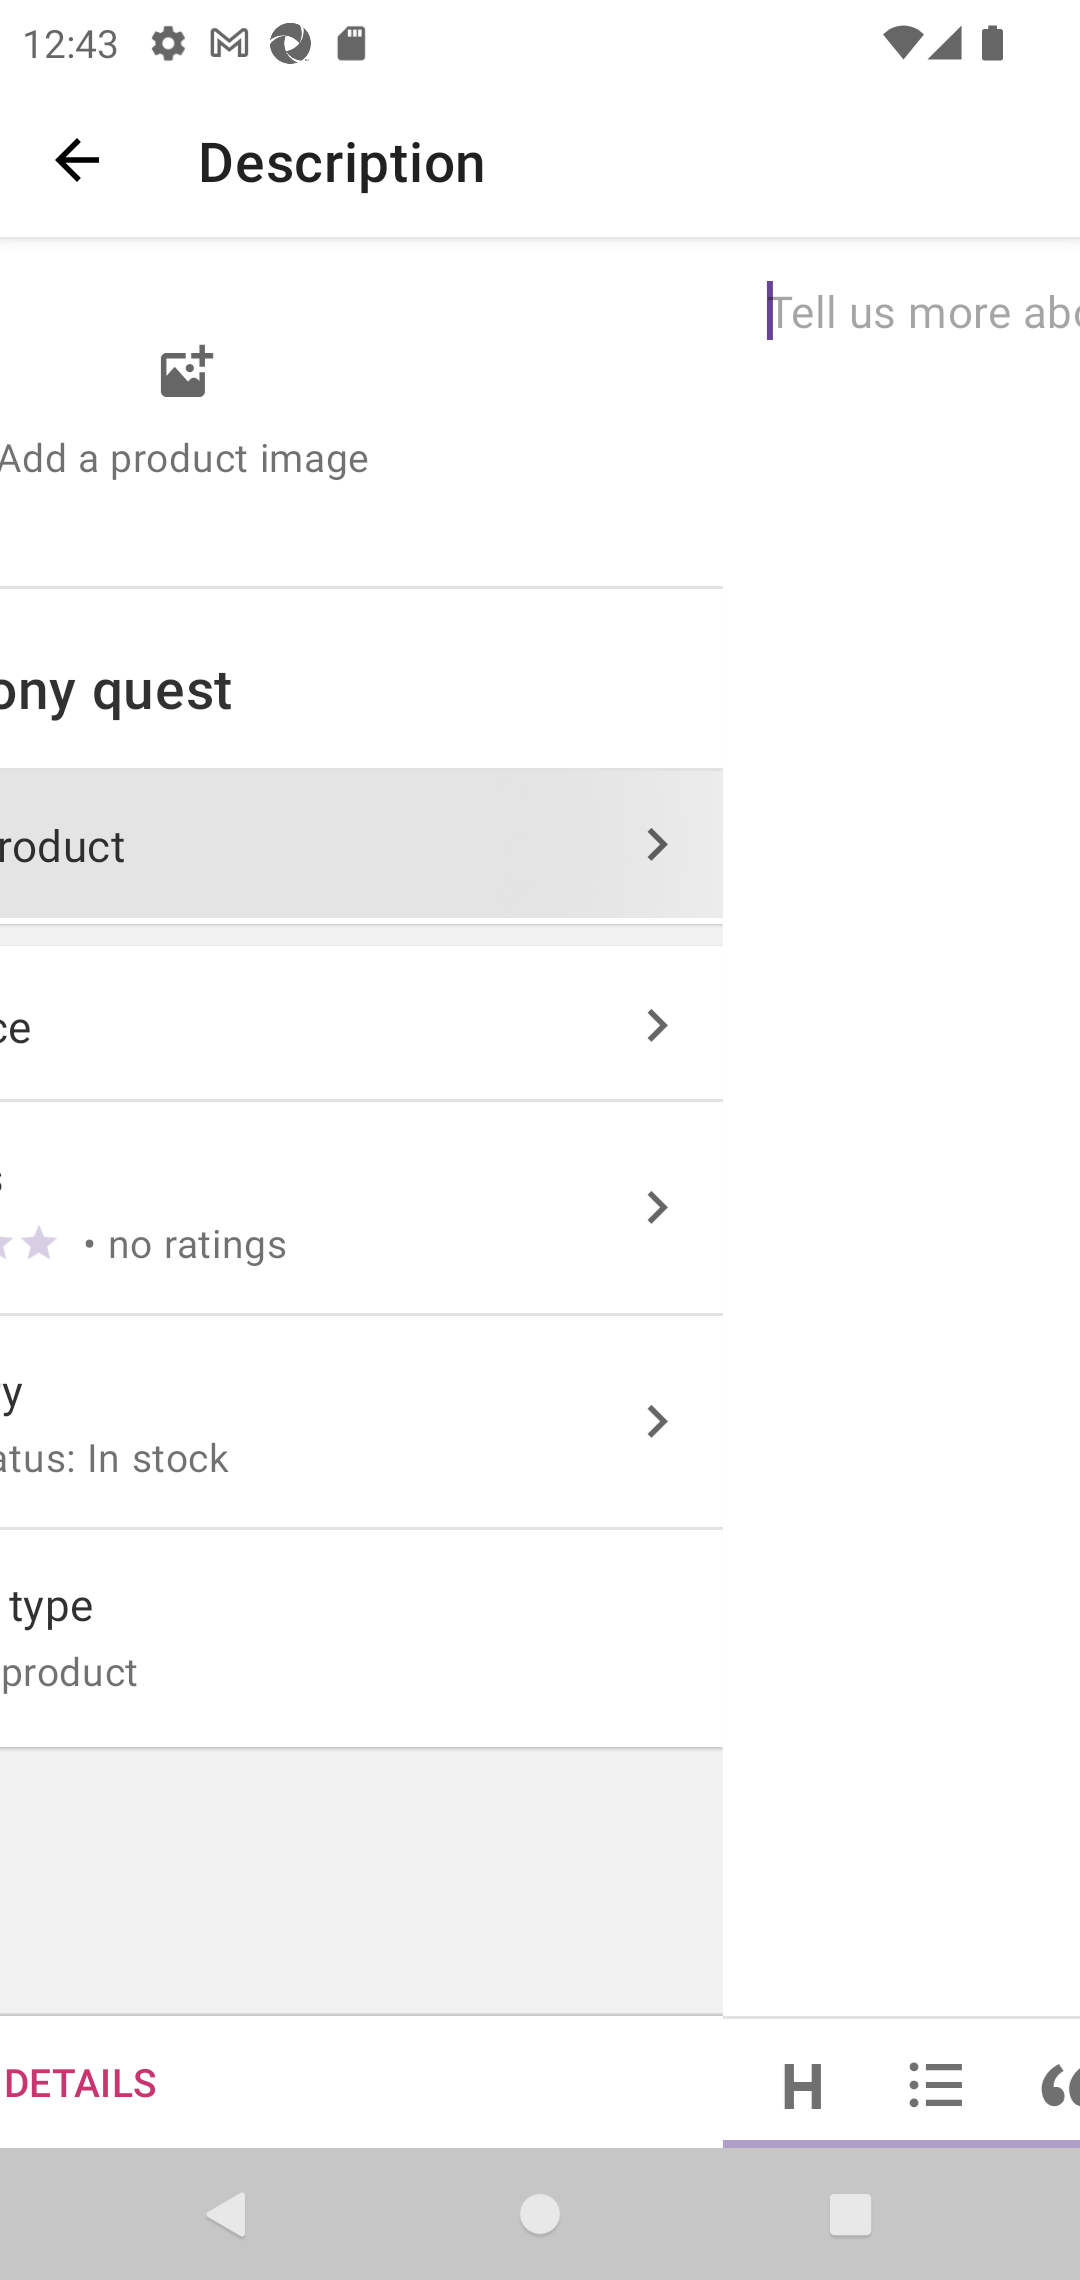 12:43
Description
Tell us more abo
Add a product image
ony quest
roduct
ce
s
• no ratings
y
atus: In stock
type
product
DETAILS
H